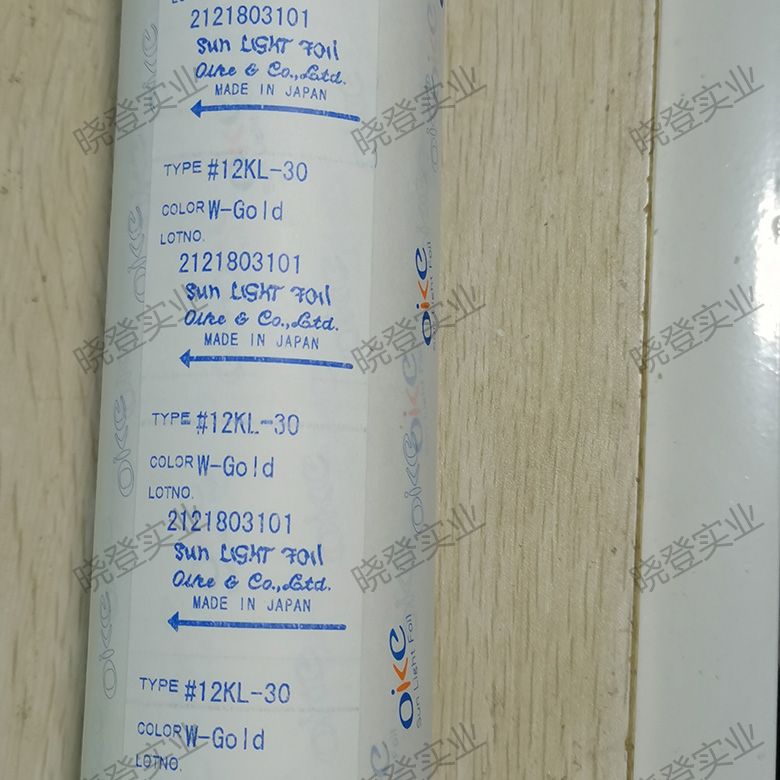 2121803101
Sun LIGHT Foil
Oike & Co.,Ltd.
MADE IN JAPAN
TYPE #12KL-30
COLOR W-Gold
LOTNO.
2121803101
Sun LIGHT Foil
Oike & Co.,Ltd.
MADE IN JAPAN
TYPE #12KL-30
COLOR W-Gold
LOTNO.
2121803101
Sun LIGHT Foil
Oike & Co.,Ltd.
MADE IN JAPAN
TYPE #12KL-30
COLOR W-Gold
LOTNO.
OiKe
Sun Light Foil
OiKe
Sun Light Foil
OiKe
OiKe
OiKe
晓登实业
晓登实业
晓登实业
晓登实业
晓登实业
晓登实业
晓登实业
晓登实业
晓登实业